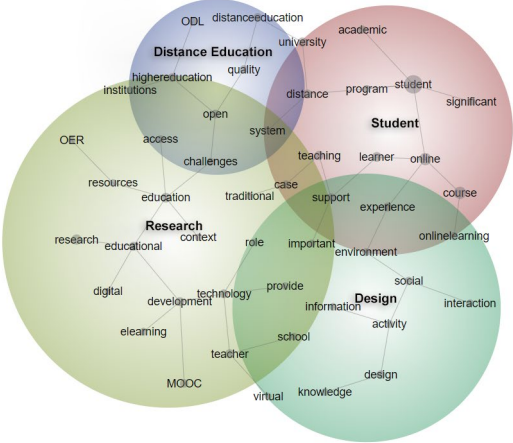 ODL
distanceeducation
academic
university
Distance Education
quality
highereducation
institutions
distance
program
student
significant
open
Student
system
OER
access
challenges
teaching
learner
online
resources
case
education
traditional
support
course
experience
Research
research
educational
context
role
important
onlinelearning
environment
digital
development
technology
provide
social
Design
information
interaction
activity
elearning
school
teacher
MOOC
design
virtual
knowledge